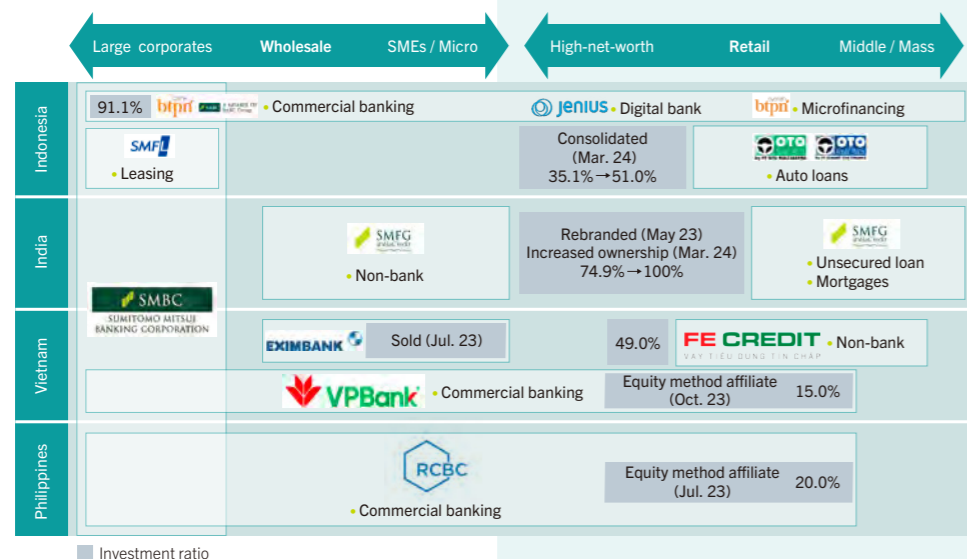 Large corporates Wholesale SMEs / Micro High-net-worth Retail Middle / Mass
Indonesia
91.1% btpn • Commercial banking Jenius • Digital bank btpn • Microfinancing
SMFL
• Leasing
Consolidated
(Mar. 24)
35.1%→51.0%
OTO OTO
• Auto loans
India
SMFG
• Non-bank
Rebranded (May 23)
Increased ownership (Mar. 24)
74.9%→100%
SMFG
• Unsecured loan
• Mortgages
SMBC
SUMITOMO MITSUI
BANKING CORPORATION
Vietnam
EXIMBANK Sold (Jul. 23)
49.0% FE CREDIT • Non-bank
VAY TIÊU DÙNG TÍN CHẤP
VPBank • Commercial banking
Equity method affiliate
(Oct. 23)
15.0%
Philippines
RCBC
• Commercial banking
Equity method affiliate
(Jul. 23)
20.0%
Investment ratio